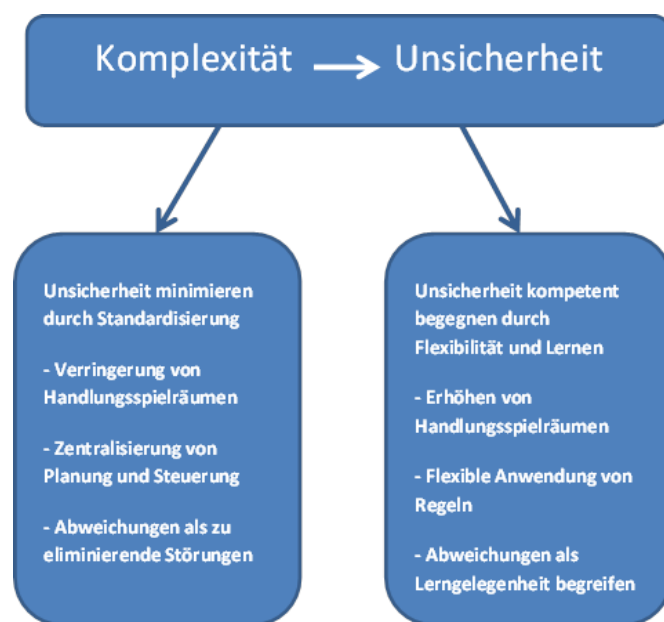 Komplexität → Unsicherheit
Unsicherheit minimieren
durch Standardisierung
- Verringerung von
Handlungsspielräumen
- Zentralisierung von
Planung und Steuerung
- Abweichungen als zu
eliminierende Störungen
Unsicherheit kompetent
begegnen durch
Flexibilität und Lernen
- Erhöhen von
Handlungsspielräumen
- Flexible Anwendung von
Regeln
- Abweichungen als
Lerngelegenheit begreifen